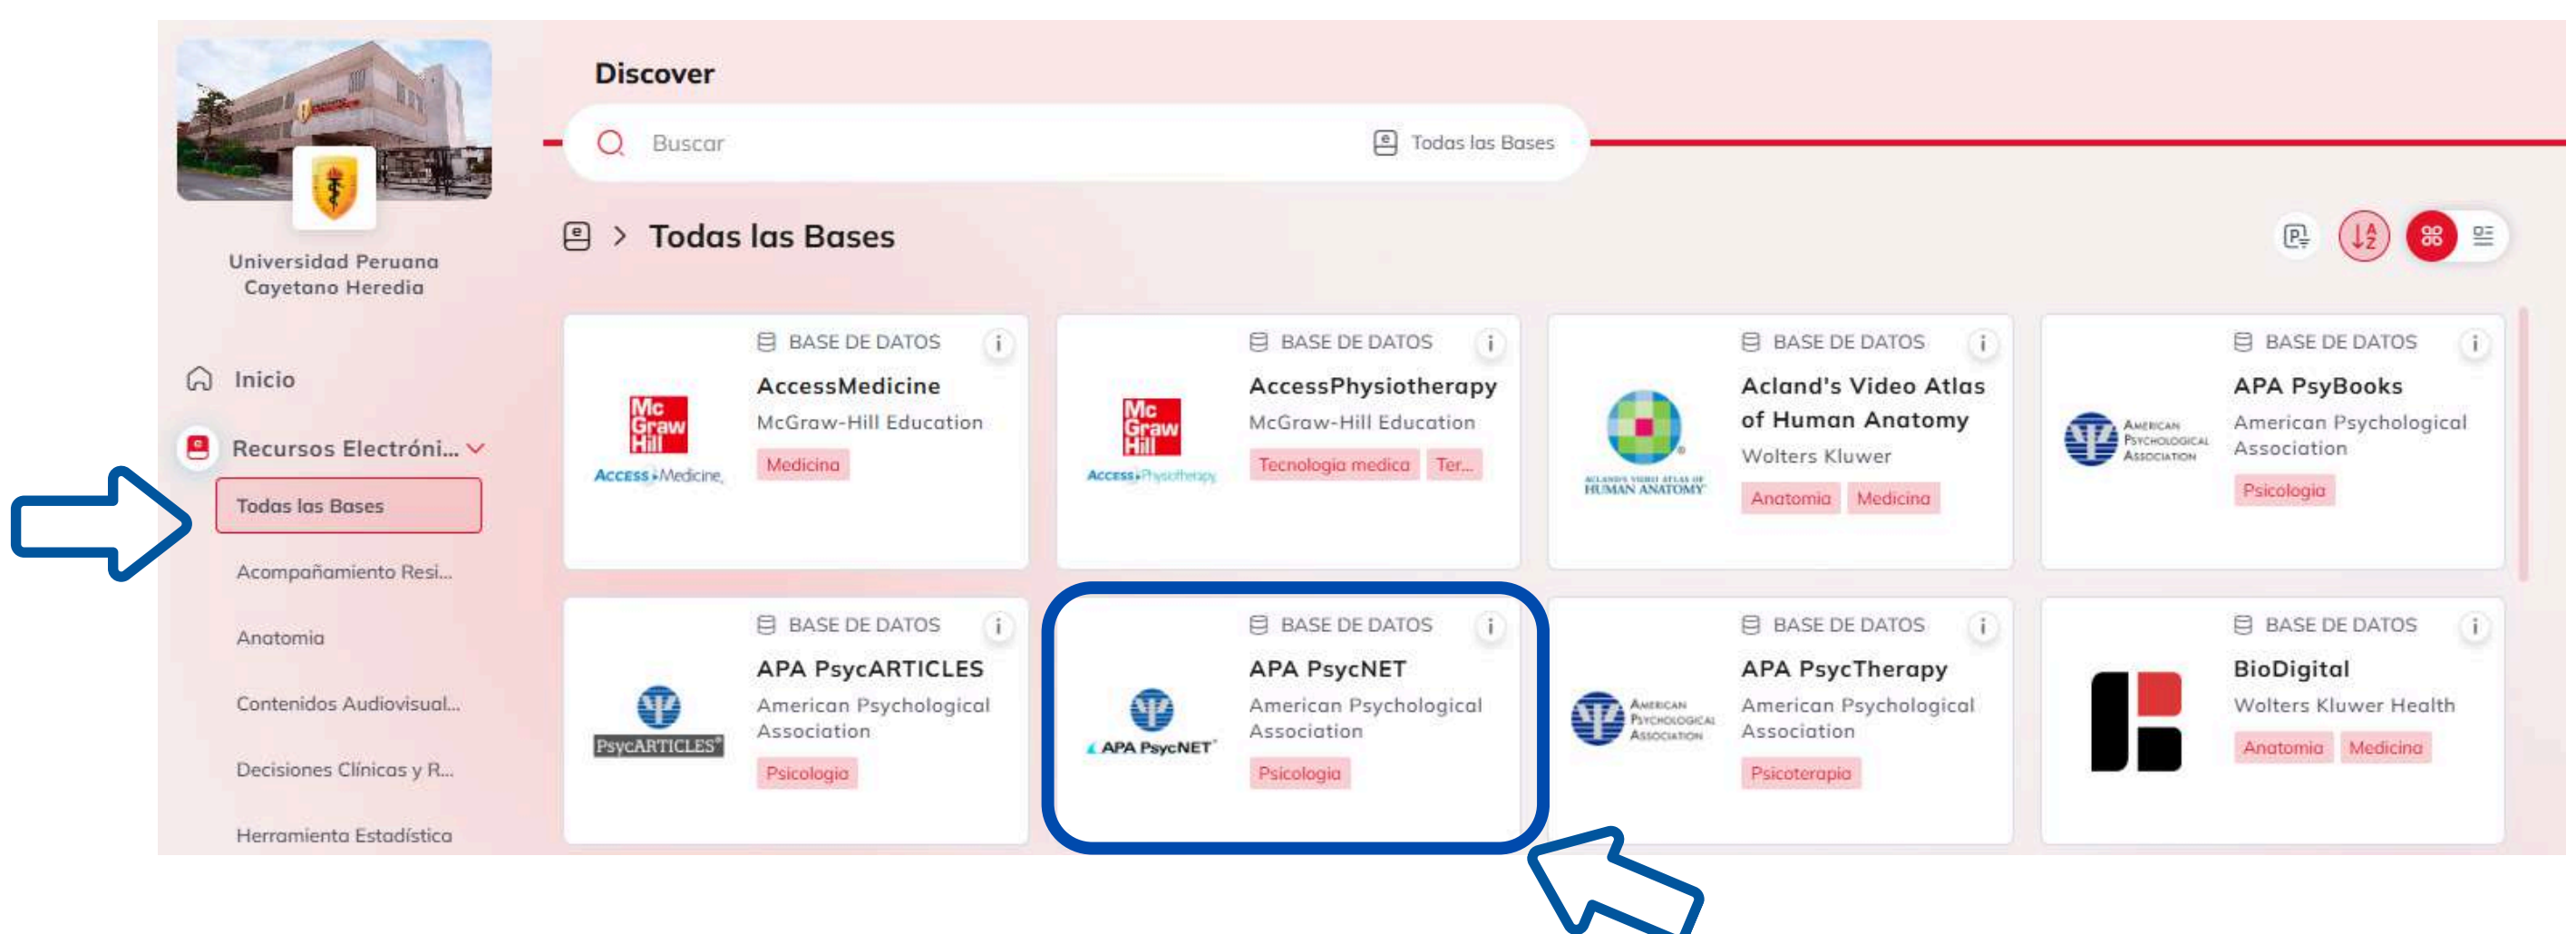 Discover
Buscar
Todas las Bases
Universidad Peruana
Cayetano Heredia
Todas las Bases
Inicio
Recursos Electróni...
Todas las Bases
Acompañamiento Resi...
Anatomia
Contenidos Audiovisual...
Decisiones Clínicas y R...
Herramienta Estadística
BASE DE DATOS
AccessMedicine
McGraw-Hill Education
Medicina
Mc
Graw
Hill
ACCESS Medicine
BASE DE DATOS
AccessPhysiotherapy
McGraw-Hill Education
Tecnologia medica Ter...
Mc
Graw
Hill
ACCESS Physiotherapy
BASE DE DATOS
Acland's Video Atlas
of Human Anatomy
Wolters Kluwer
Anatomia Medicina
ACLAND'S VIDEO ATLAS OF
HUMAN ANATOMY
BASE DE DATOS
APA PsyBooks
American Psychological
Association
Psicologia
AMERICAN
PSYCHOLOGICAL
ASSOCIATION
BASE DE DATOS
APA PsycARTICLES
American Psychological
Association
Psicologia
PsycARTICLES®
BASE DE DATOS
APA PsycNET
American Psychological
Association
Psicologia
APA PsycNET
BASE DE DATOS
APA PsycTherapy
American Psychological
Association
Psicoterapia
AMERICAN
PSYCHOLOGICAL
ASSOCIATION
BASE DE DATOS
BioDigital
Wolters Kluwer Health
Anatomia Medicina